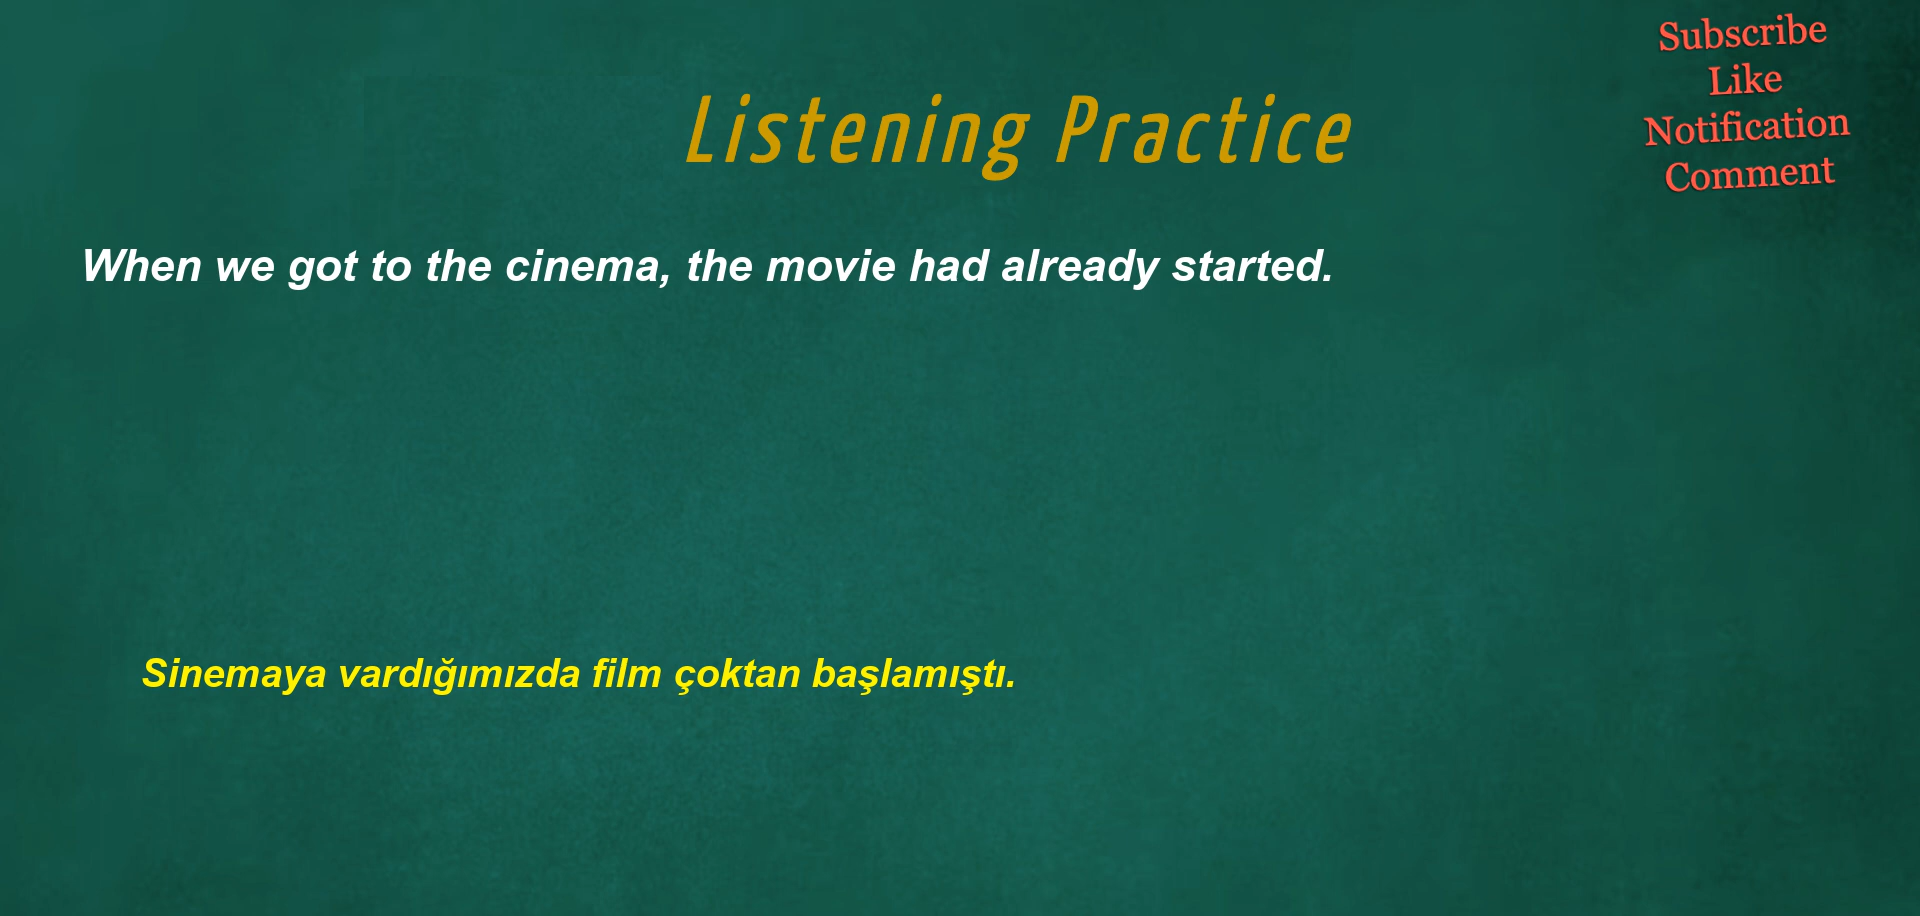 Listening Practice
Subscribe
Like
Notification
Comment
When we got to the cinema, the movie had already started.
Sinemaya vardığımızda film çoktan başlamıştı.